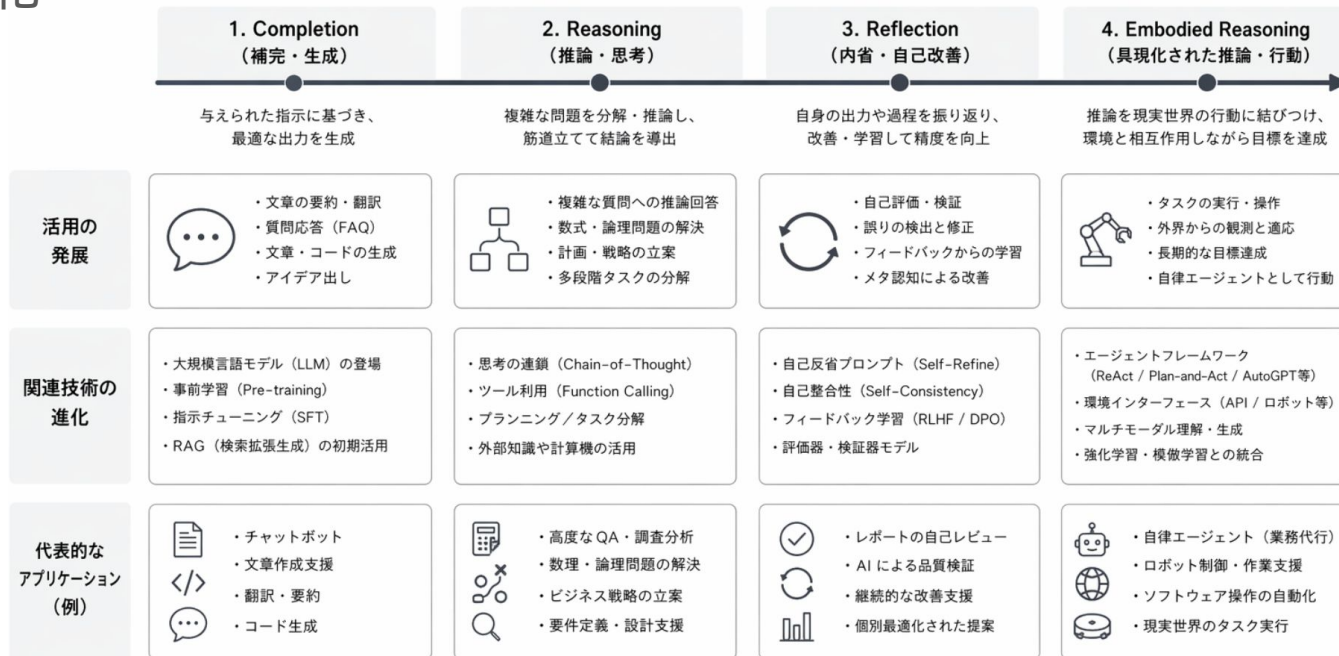 1. Completion
（補完・生成）
2. Reasoning
（推論・思考）
3. Reflection
（内省・自己改善）
4. Embodied Reasoning
（具現化された推論・行動）
与えられた指示に基づき、
最適な出力を生成
複雑な問題を分解・推論し、
筋道立てて結論を導出
自身の出力や過程を振り返り、
改善・学習して精度を向上
推論を現実世界の行動に結びつけ、
環境と相互作用しながら目標を達成
活用の
発展
・文章の要約・翻訳
・質問応答（FAQ）
・文章・コードの生成
・アイデア出し
・複雑な質問への推論回答
・数式・論理問題の解決
・計画・戦略の立案
・多段階タスクの分解
・自己評価・検証
・誤りの検出と修正
・フィードバックからの学習
・メタ認知による改善
・タスクの実行・操作
・外界からの観測と適応
・長期的な目標達成
・自律エージェントとして行動
関連技術の
進化
・大規模言語モデル（LLM）の登場
・事前学習（Pre-training）
・指示チューニング（SFT）
・RAG（検索拡張生成）の初期活用
・思考の連鎖（Chain-of-Thought）
・ツール利用（Function Calling）
・プランニング／タスク分解
・外部知識や計算機の活用
・自己反省プロンプト（Self-Refine）
・自己整合性（Self-Consistency）
・フィードバック学習（RLHF / DPO）
・評価器・検証器モデル
・エージェントフレームワーク
（ReAct / Plan-and-Act / AutoGPT等）
・環境インターフェース（API / ロボット等）
・マルチモーダル理解・生成
・強化学習・模倣学習との統合
代表的な
アプリケーション
（例）
・チャットボット
・文章作成支援
・翻訳・要約
・コード生成
・高度なQA・調査分析
・数理・論理問題の解決
・ビジネス戦略の立案
・要件定義・設計支援
・レポートの自己レビュー
・AI による品質検証
・継続的な改善支援
・個別最適化された提案
・自律エージェント（業務代行）
・ロボット制御・作業支援
・ソフトウェア操作の自動化
・現実世界のタスク実行